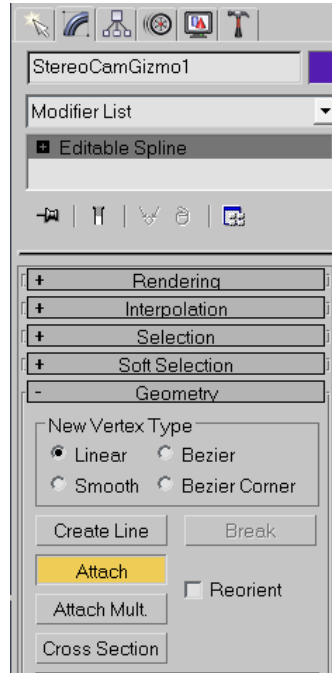 StereoCamGizmo1
Modifier List
Editable Spline
+ Rendering
+ Interpolation
+ Selection
+ Soft Selection
- Geometry
New Vertex Type
Linear Bezier
Smooth Bezier Corner
Create Line Break
Attach
Reorient
Attach Mult.
Cross Section